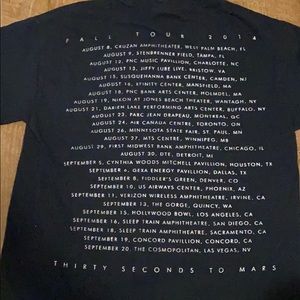 FALL TOUR 2014
AUGUST 8, CRUZAN AMPHITHEATRE, WEST PALM BEACH, FL
AUGUST 9, STEINBRENNER FIELD, TAMPA, FL
AUGUST 12, PNC MUSIC PAVILION, CHARLOTTE, NC
AUGUST 13, JIFFY LUBE LIVE, BRISTOW, VA
AUGUST 15, SUSQUEHANNA BANK CENTER, CAMDEN, NJ
AUGUST 16, XFINITY CENTER, MANSFIELD, MA
AUGUST 18, PNC BANK ARTS CENTER, HOLMDEL, NJ
AUGUST 19, NIKON AT JONES BEACH THEATER, WANTAGH, NY
AUGUST 21, DARIEN LAKE PERFORMING ARTS CENTER, BUFFALO, NY
AUGUST 22, PARC JEAN DRAPEAU, MONTREAL, QC
AUGUST 24, AIR CANADA CENTRE, TORONTO, ON
AUGUST 26, MINNESOTA STATE FAIR, ST. PAUL, MN
AUGUST 27, MTS CENTRE, WINNIPEG, MB
AUGUST 29, FIRST MIDWEST BANK AMPHITHEATRE, CHICAGO, IL
AUGUST 30, DTE, DETROIT, MI
SEPTEMBER 5, CYNTHIA WOODS MITCHELL PAVILLION, HOUSTON, TX
SEPTEMBER 6, GEXA ENERGY PAVILLION, DALLAS, TX
SEPTEMBER 8, FIDDLER'S GREEN, DENVER, CO
SEPTEMBER 10, US AIRWAYS CENTER, PHOENIX, AZ
SEPTEMBER 11, VERIZON WIRELESS AMPHITHEATRE, IRVINE, CA
SEPTEMBER 13, THE GORGE, QUINCY, WA
SEPTEMBER 15, HOLLYWOOD BOWL, LOS ANGELES, CA
SEPTEMBER 16, SLEEP TRAIN AMPHITHEATRE, SAN DIEGO, CA
SEPTEMBER 18, SLEEP TRAIN AMPHITHEATRE, SACRAMENTO, CA
SEPTEMBER 19, CONCORD PAVILLION, CONCORD, CA
SEPTEMBER 20, THE COSMOPOLITAN, LAS VEGAS, NV
THIRTY SECONDS TO MARS